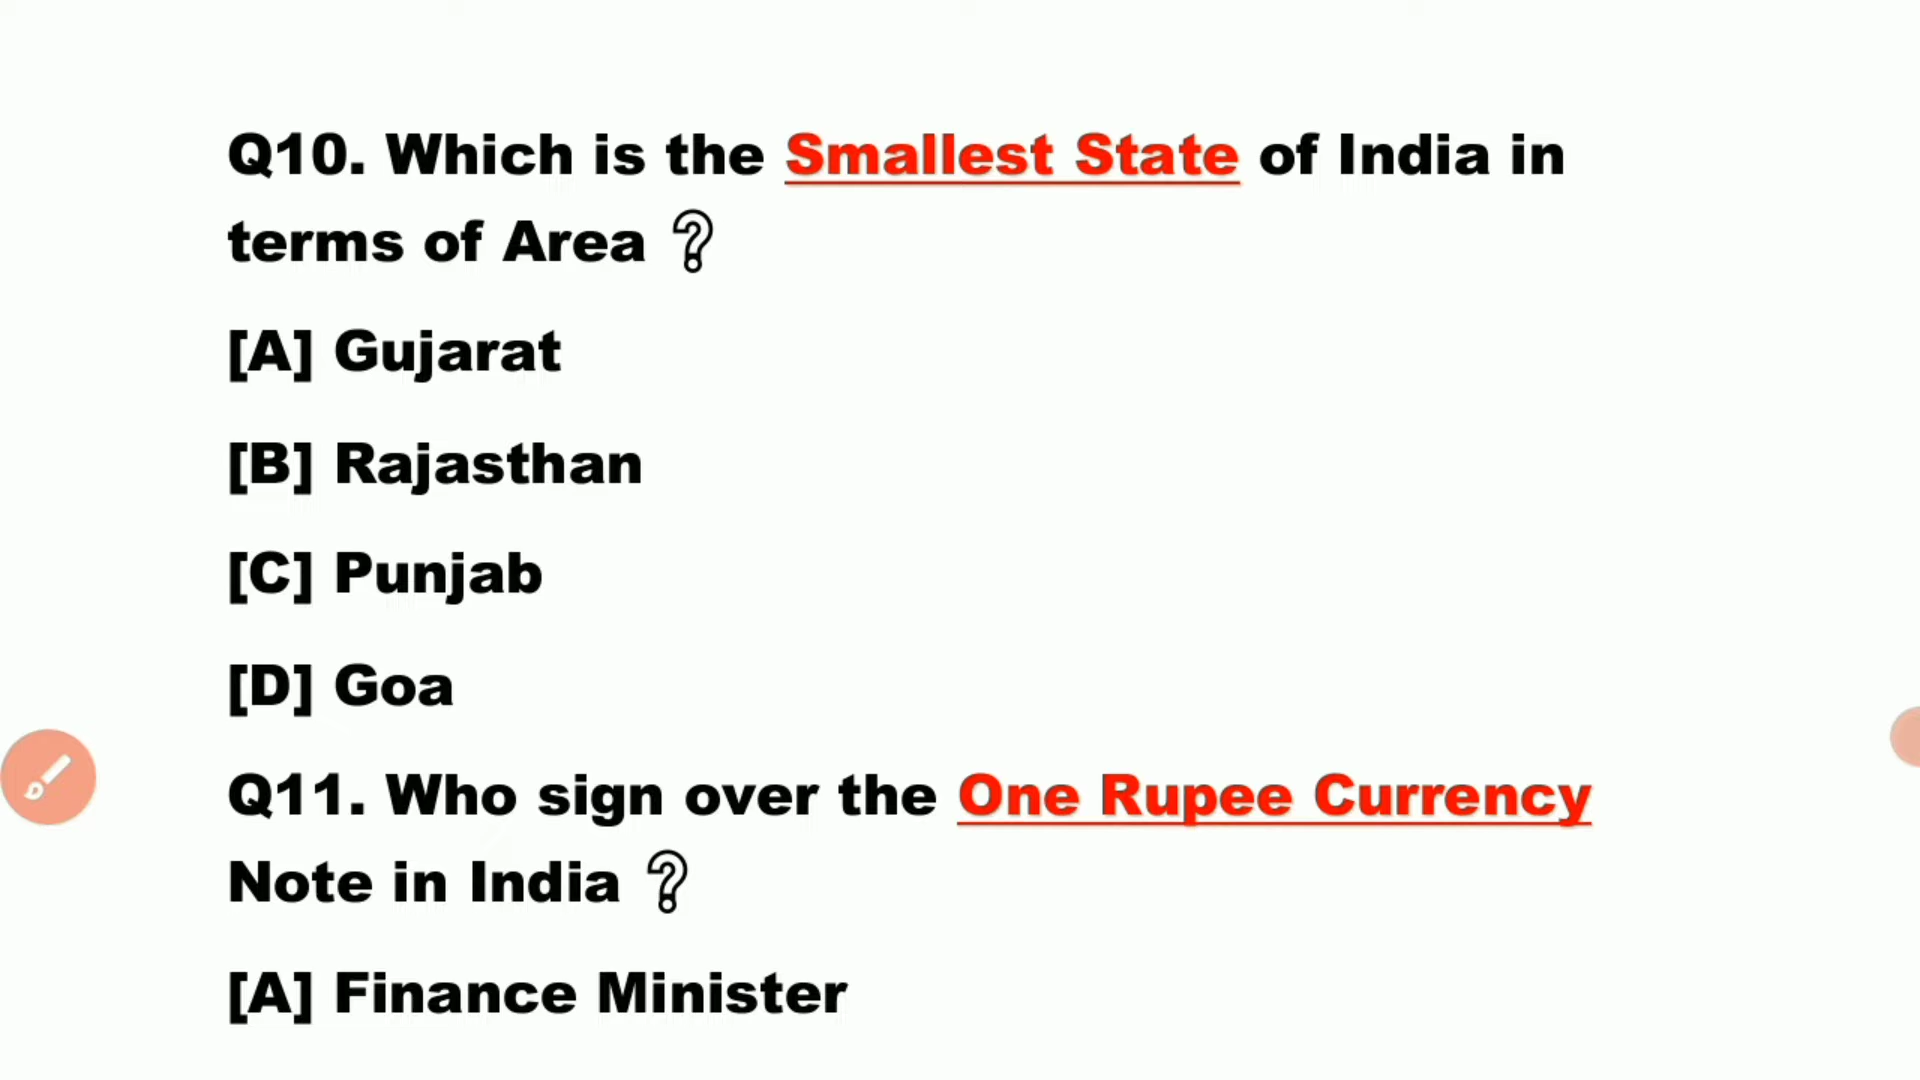 Q10. Which is the Smallest State of India in
terms of Area ?
[A] Gujarat
[B] Rajasthan
[C] Punjab
[D] Goa
Q11. Who sign over the One Rupee Currency
Note in India ?
[A] Finance Minister